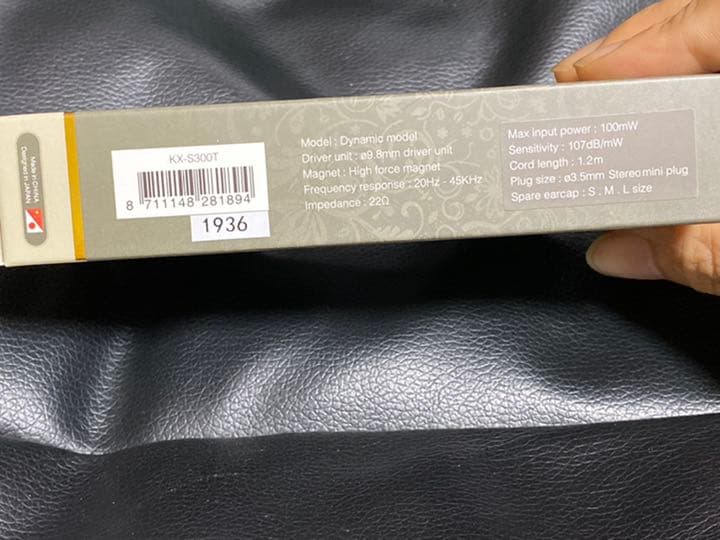 Made in CHINA
Designed in JAPAN
KX-S300T
8 711148 281894
1936
Model : Dynamic model
Driver unit : ø9.8mm driver unit
Magnet : High force magnet
Frequency response : 20Hz - 45KHz
Impedance : 22Ω
Max input power : 100mW
Sensitivity : 107dB/mW
Cord length : 1.2m
Plug size : ø3.5mm Stereo mini plug
Spare earcap : S . M . L size